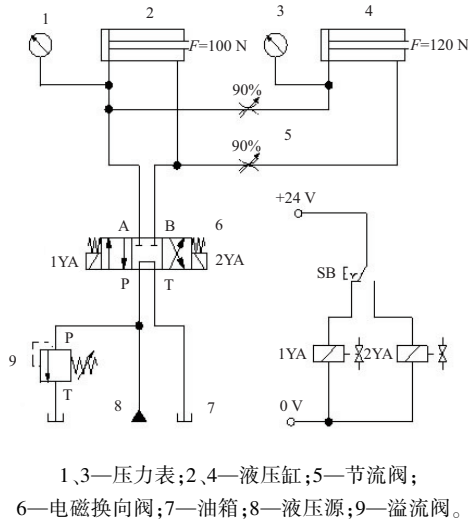 1
2
3
4
F=100 N
F=120 N
90%
90%
5
A
B
6
1YA
2YA
P
T
+24 V
SB
9
P
T
8
7
1YA
2YA
0 V
1、3—压力表;2、4—液压缸;5—节流阀;
6—电磁换向阀;7—油箱;8—液压源;9—溢流阀。